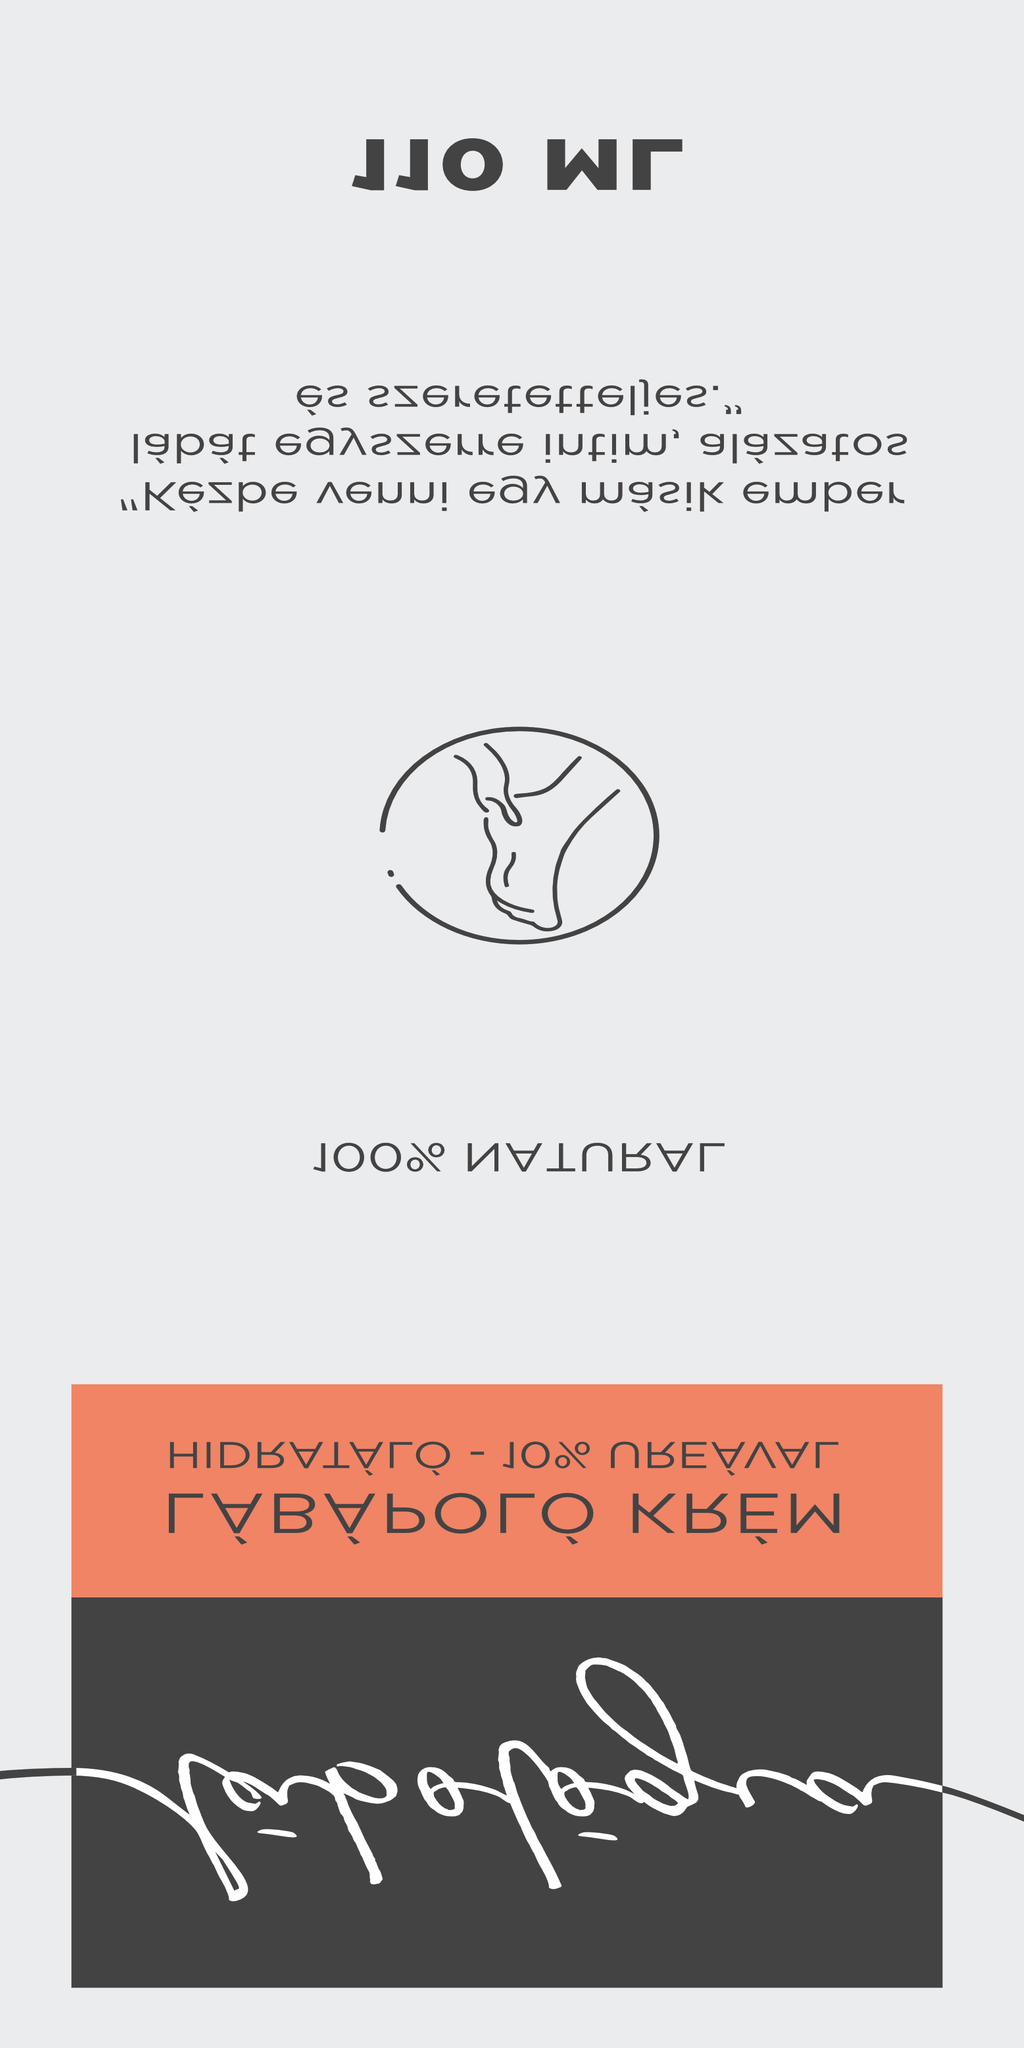 Lábológia
LÁBÁPOLÓ KRÉM
HIDRATÁLÓ - 10% UREÁVAL
100% NATURAL
"Kézbe venni egy másik ember
lábát egyszerre intim, alázatos
és szeretetteljes.”
110 ML